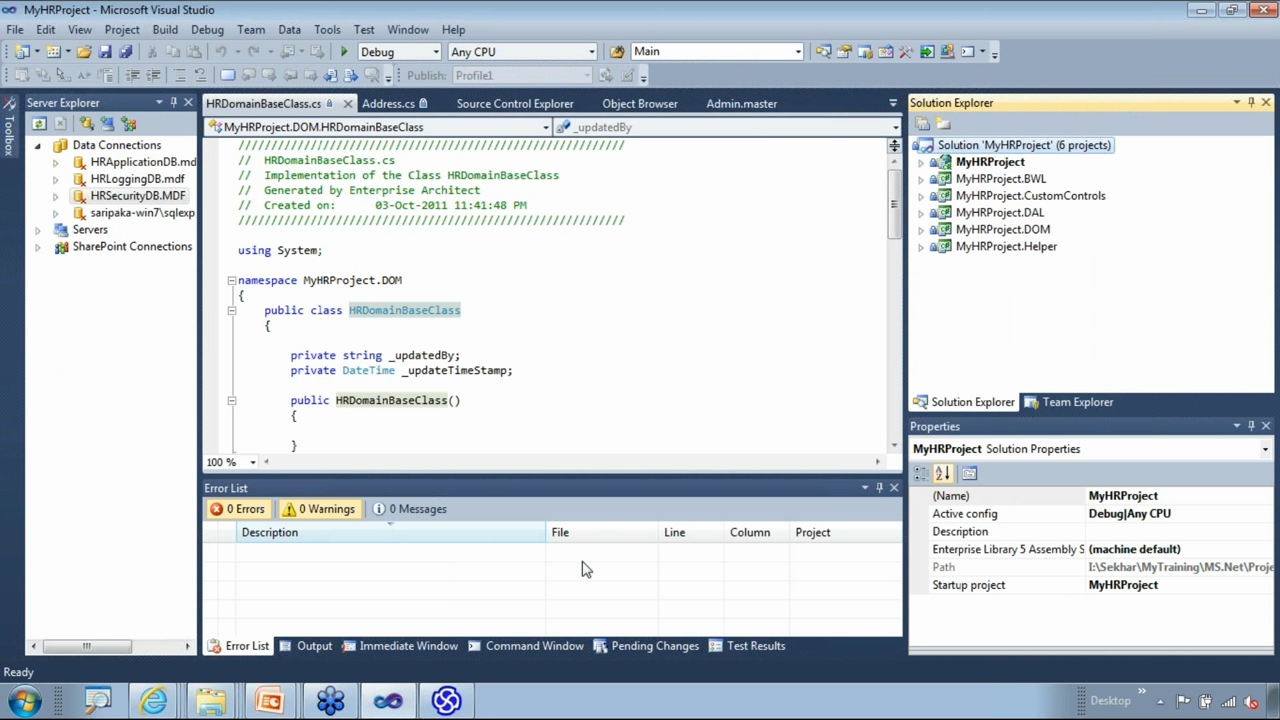 MyHRProject - Microsoft Visual Studio
File Edit View Project Build Debug Team Data Tools Test Window Help
Debug Any CPU Main
Publish: Profile1
Toolbox
Server Explorer
Data Connections
HRApplicationDB.md
HRLoggingDB.mdf
HRSecurityDB.MDF
saripaka-win7\sqlexp
Servers
SharePoint Connections
HRDomainBaseClass.cs Address.cs Source Control Explorer Object Browser Admin.master
MyHRProject.DOM.HRDomainBaseClass _updatedBy
///////////////////////////////////////////////////////////
// HRDomainBaseClass.cs
// Implementation of the Class HRDomainBaseClass
// Generated by Enterprise Architect
// Created on: 03-Oct-2011 11:41:48 PM
///////////////////////////////////////////////////////////
using System;
namespace MyHRProject.DOM
{
public class HRDomainBaseClass
{
private string _updatedBy;
private DateTime _updateTimeStamp;
public HRDomainBaseClass()
{
}
100 %
Error List
0 Errors 0 Warnings 0 Messages
Description File Line Column Project
Error List Output Immediate Window Command Window Pending Changes Test Results
Solution Explorer
Solution 'MyHRProject' (6 projects)
MyHRProject
MyHRProject.BWL
MyHRProject.CustomControls
MyHRProject.DAL
MyHRProject.DOM
MyHRProject.Helper
Solution Explorer Team Explorer
Properties
MyHRProject Solution Properties
(Name) MyHRProject
Active config Debug|Any CPU
Description
Enterprise Library 5 Assembly S (machine default)
Path I:\Sekhar\MyTraining\MS.Net\Proje
Startup project MyHRProject
Ready
Desktop